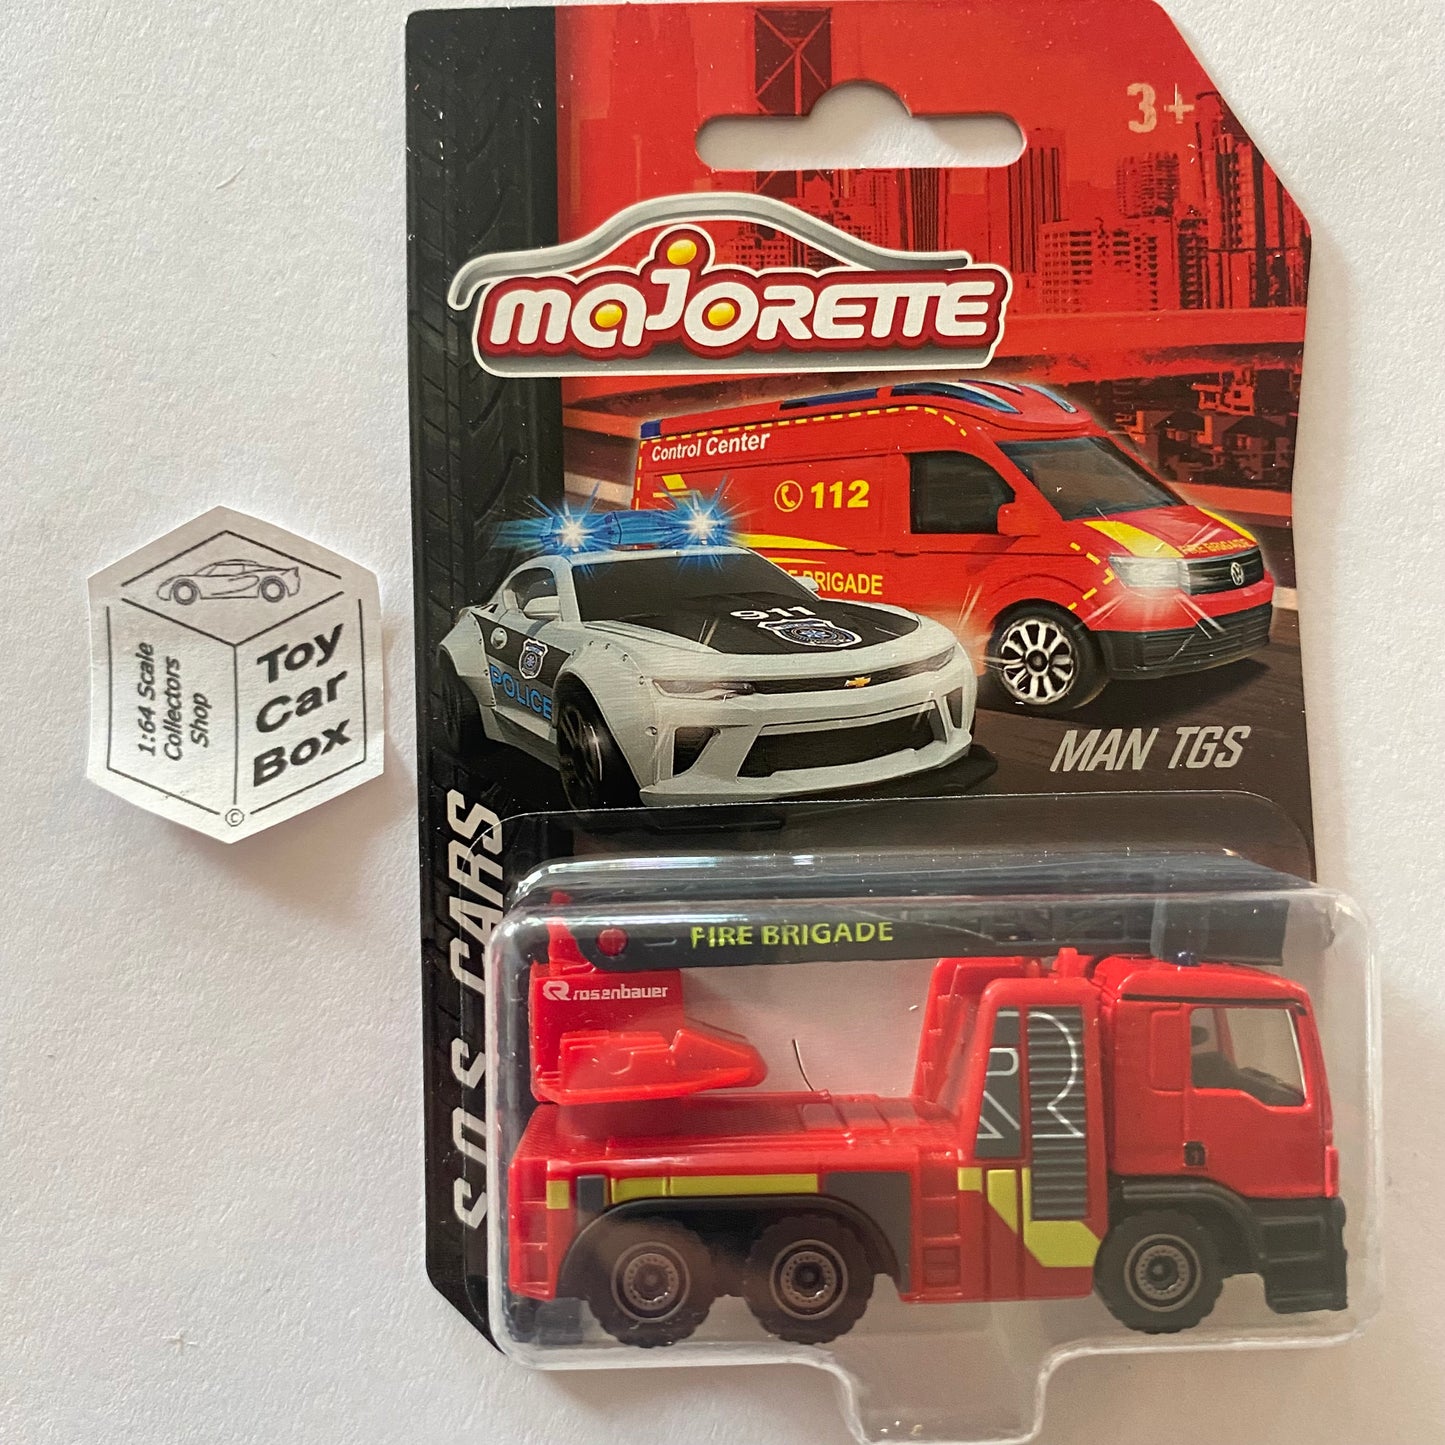 3+
majorette
Control Center
112
FIRE BRIGADE
BRIGADE
911
POLICE
MAN TGS
S.O.S CARS
1:64 Scale
Collectors
Shop
Toy
Car
Box
©
FIRE BRIGADE
R rosenbauer